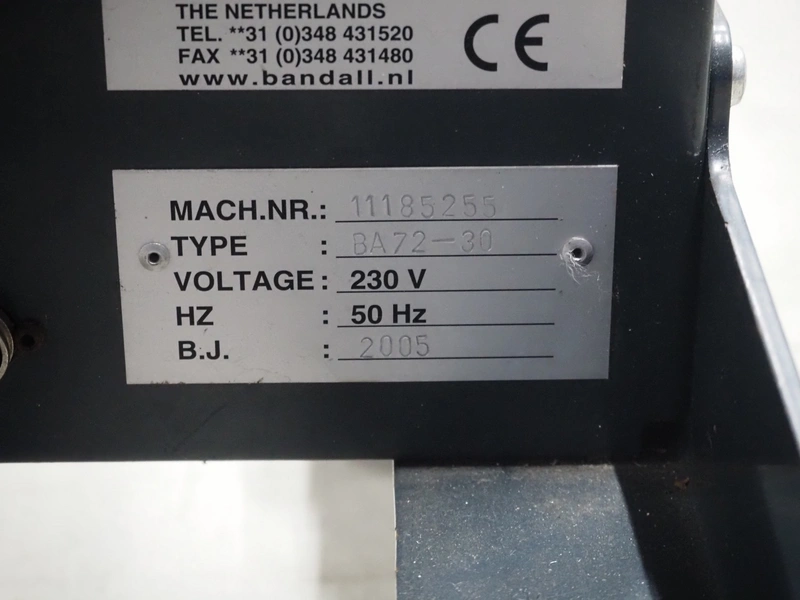 THE NETHERLANDS
TEL. **31 (0)348 431520
FAX **31 (0)348 431480
www.bandall.nl
CE
MACH.NR.: 11185255
TYPE : BA72-30
VOLTAGE: 230 V
HZ : 50 Hz
B.J. : 2005